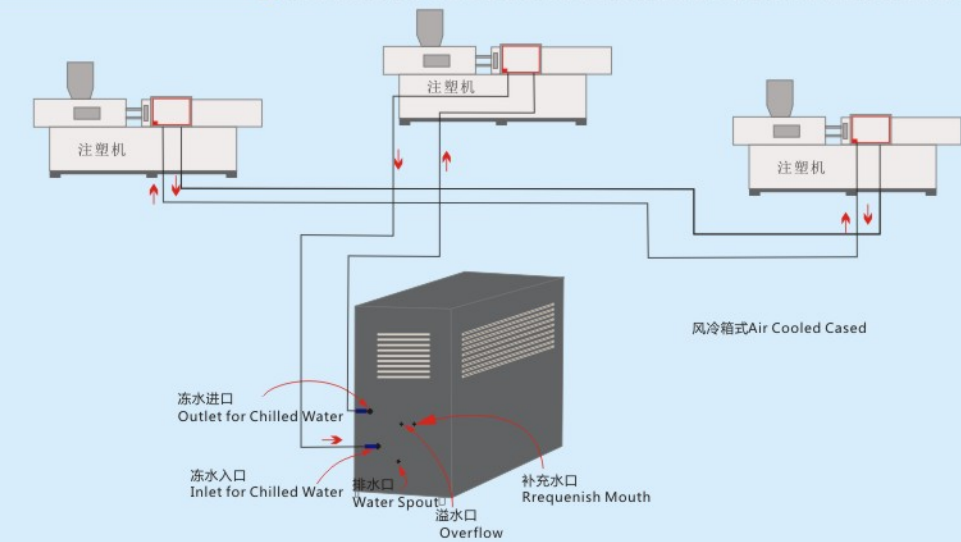 注塑机
注塑机
注塑机
风冷箱式Air Cooled Cased
冻水进口
Outlet for Chilled Water
冻水入口
Inlet for Chilled Water
排水口
Water Spout
溢水口
Overflow
补充水口
Rrequenish Mouth